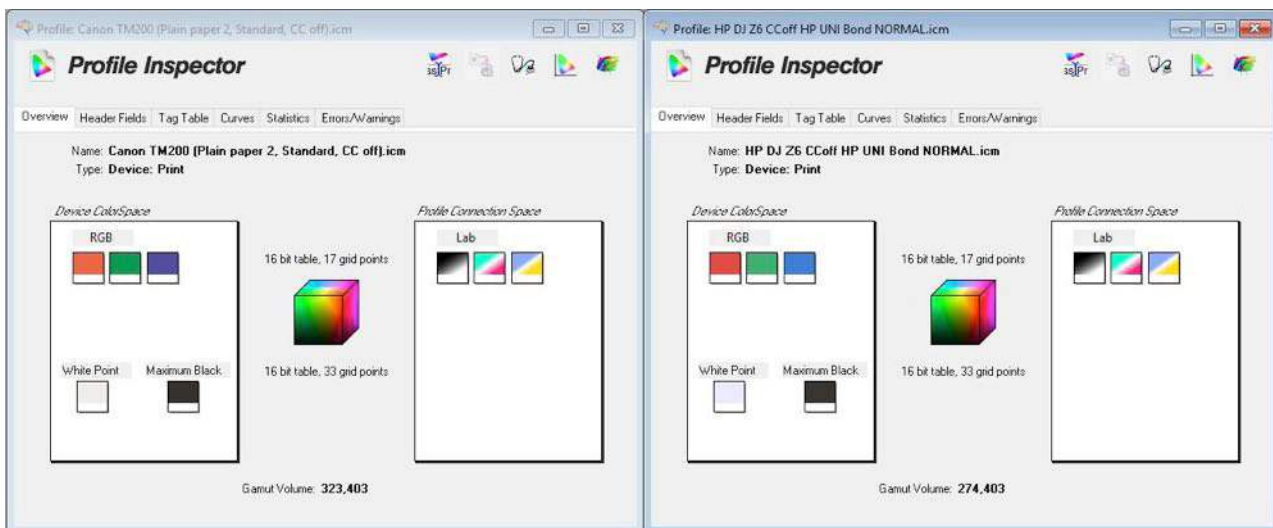 Profile: Canon TM200 (Plain paper 2, Standard, CC off).icm
Profile Inspector
Overview Header Fields Tag Table Curves Statistics Errors/Warnings
Name: Canon TM200 (Plain paper 2, Standard, CC off).icm
Type: Device: Print
Device ColorSpace
Profile Connection Space
RGB
Lab
16 bit table, 17 grid points
White Point
Maximum Black
16 bit table, 33 grid points
Gamut Volume: 323,403
Profile: HP DJ Z6 CCoff HP UNI Bond NORMAL.icm
Profile Inspector
Overview Header Fields Tag Table Curves Statistics Errors/Warnings
Name: HP DJ Z6 CCoff HP UNI Bond NORMAL.icm
Type: Device: Print
Device ColorSpace
Profile Connection Space
RGB
Lab
16 bit table, 17 grid points
White Point
Maximum Black
16 bit table, 33 grid points
Gamut Volume: 274,403